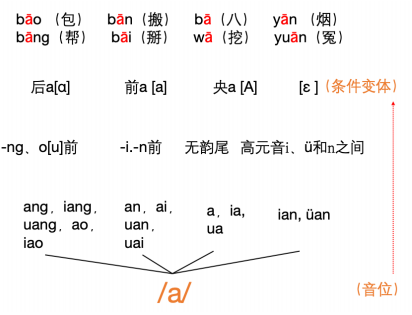 bāo（包） bān（搬） bā（八） yān（烟）
bāng（帮） bāi（掰） wā（挖） yuān（冤）
后a[ɑ] 前a [a] 央a [A] [ε ]（条件变体）
-ng、o[u]前 -i.-n前 无韵尾 高元音i、ü和n之间
ang，iang， an，ai， a，ia， ian, üan
uang，ao， uan， ua
iao uai
/a/ （音位）